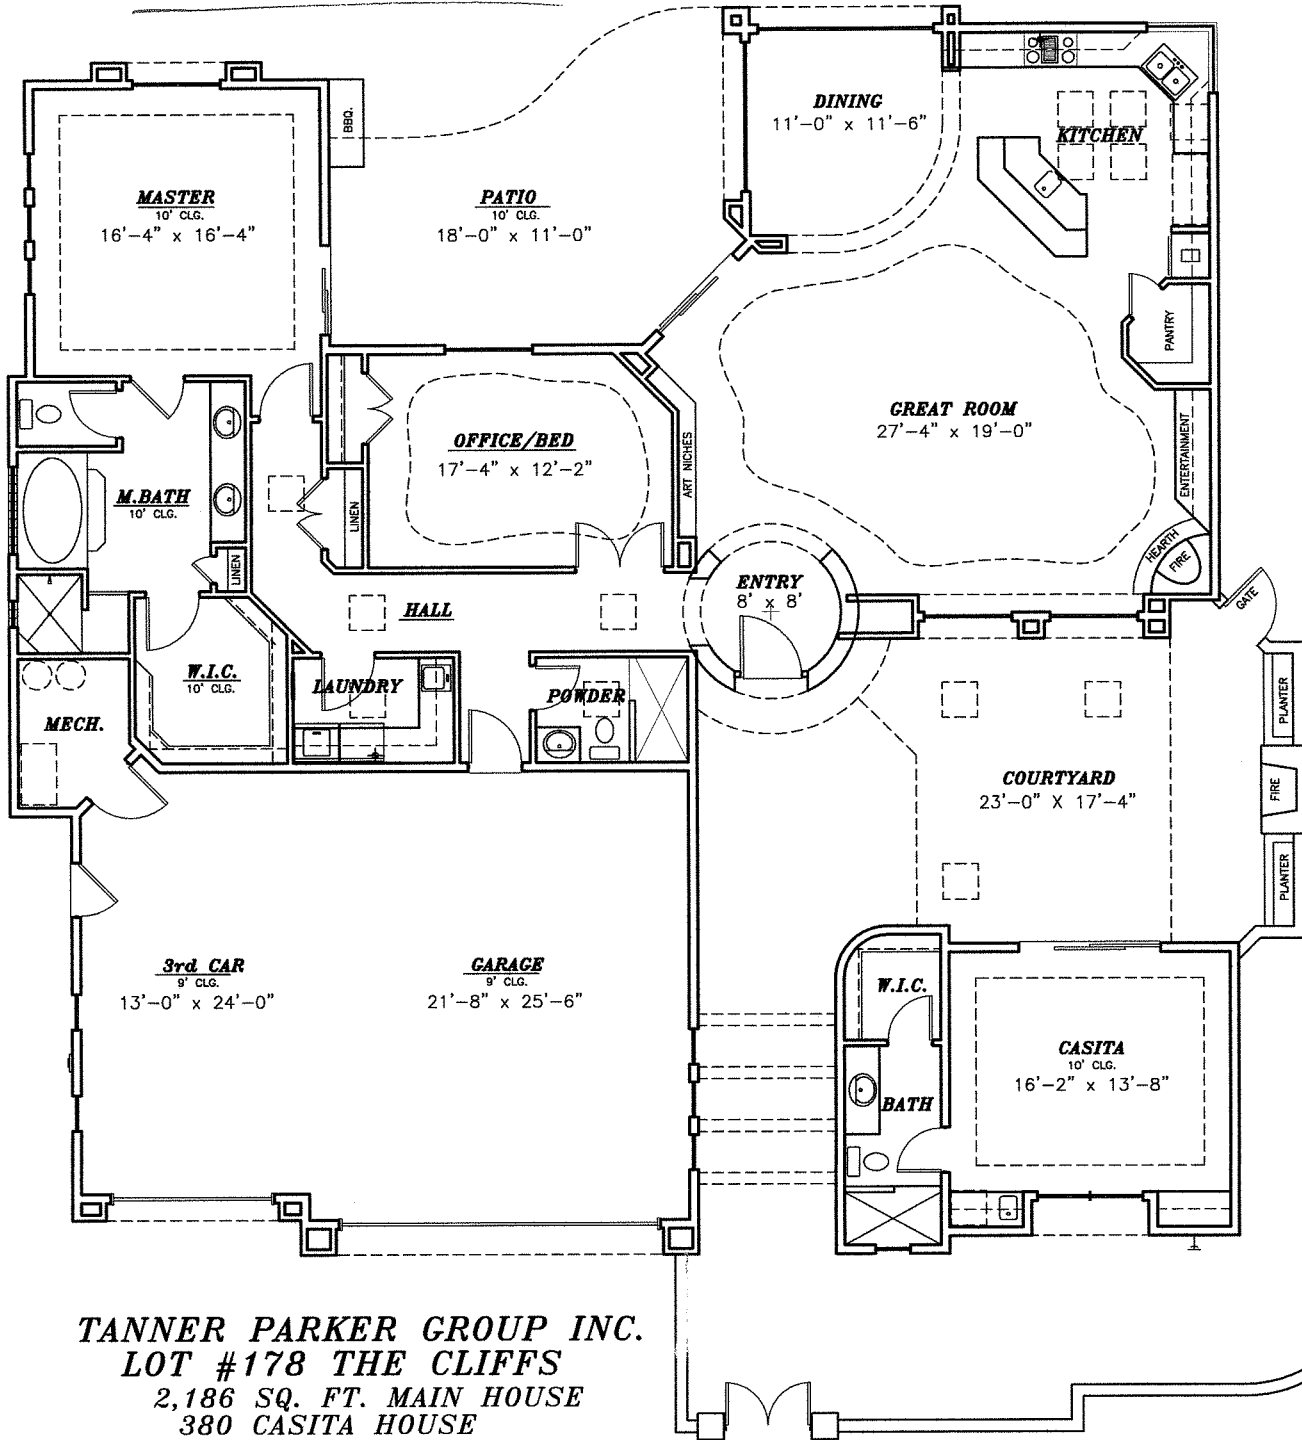 DINING
11'-0" x 11'-6"
KITCHEN
BBQ.
MASTER
10' CLG.
16'-4" x 16'-4"
PATIO
10' CLG.
18'-0" x 11'-0"
PANTRY
GREAT ROOM
27'-4" x 19'-0"
OFFICE/BED
17'-4" x 12'-2"
ART NICHES
ENTERTAINMENT
M.BATH
10' CLG.
LINEN
LINEN
HEARTH
FIRE
ENTRY
8' x 8'
GATE
HALL
W.I.C.
10' CLG.
LAUNDRY
POWDER
PLANTER
MECH.
COURTYARD
23'-0" X 17'-4"
FIRE
PLANTER
3rd CAR
9' CLG.
13'-0" x 24'-0"
GARAGE
9' CLG.
21'-8" x 25'-6"
W.I.C.
CASITA
10' CLG.
16'-2" x 13'-8"
BATH
TANNER PARKER GROUP INC.
LOT #178 THE CLIFFS
2,186 SQ. FT. MAIN HOUSE
380 CASITA HOUSE